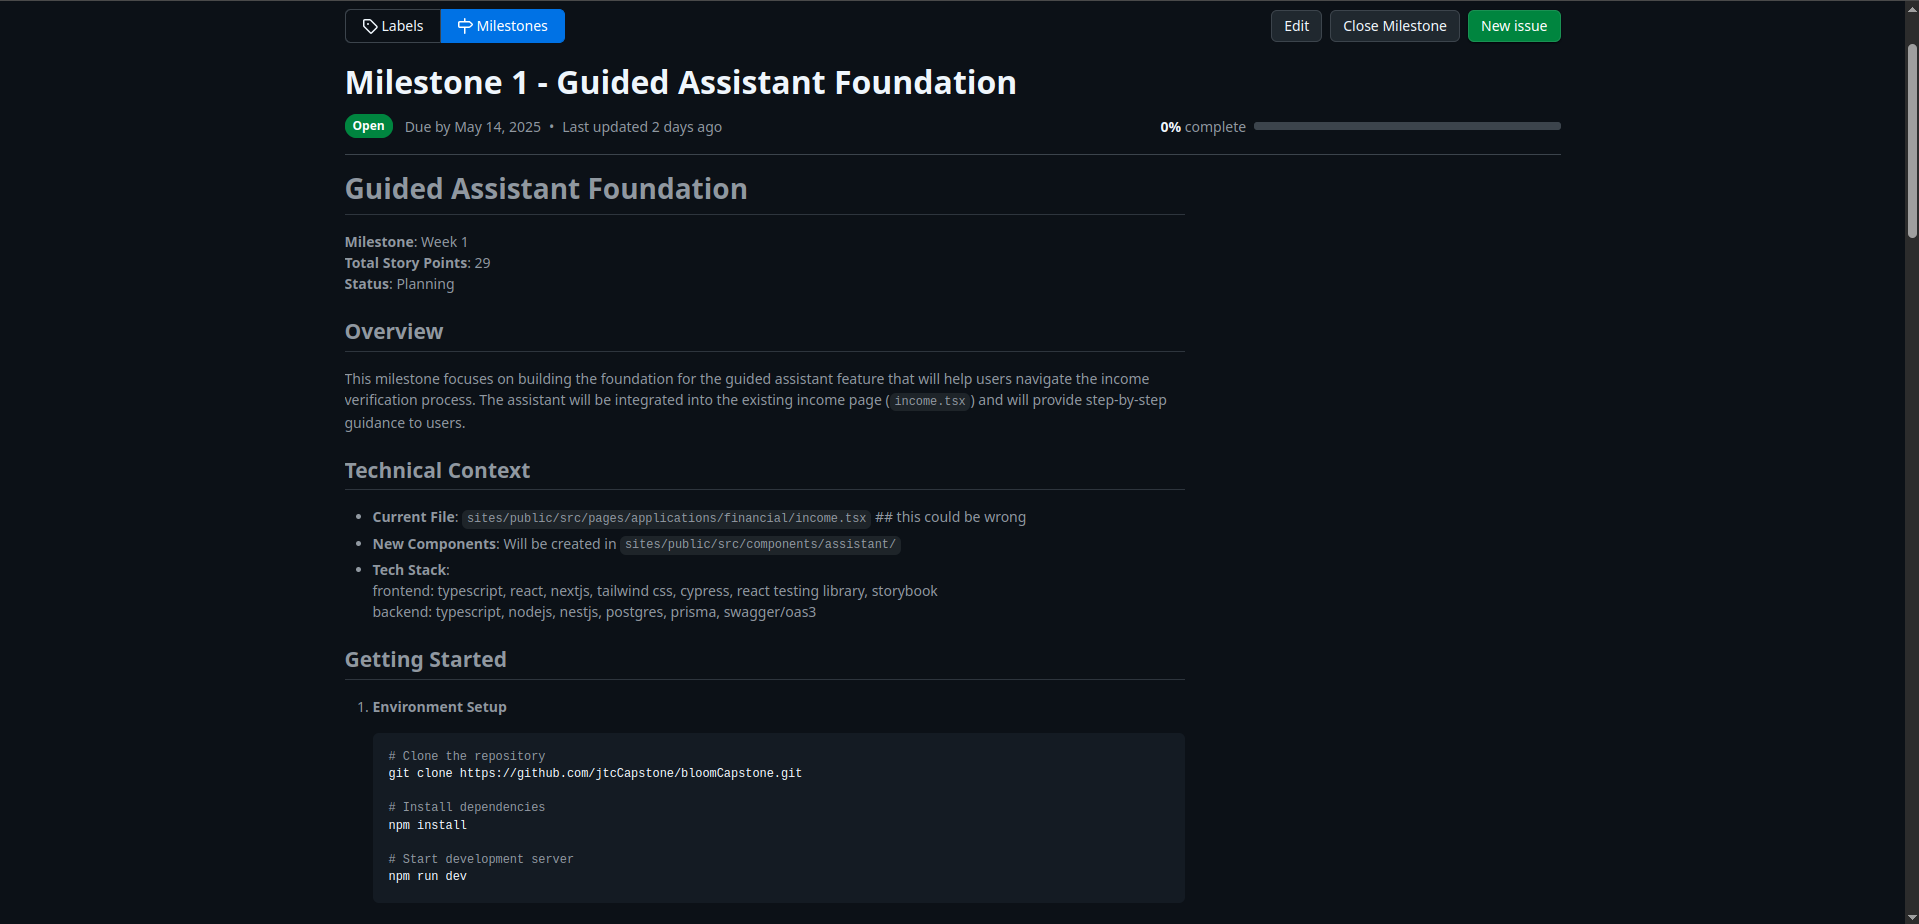 Labels Milestones Edit Close Milestone New issue
Milestone 1 - Guided Assistant Foundation
Open Due by May 14, 2025 • Last updated 2 days ago 0% complete
Guided Assistant Foundation
Milestone: Week 1
Total Story Points: 29
Status: Planning
Overview
This milestone focuses on building the foundation for the guided assistant feature that will help users navigate the income
verification process. The assistant will be integrated into the existing income page (income.tsx) and will provide step-by-step
guidance to users.
Technical Context
• Current File: sites/public/src/pages/applications/financial/income.tsx ## this could be wrong
• New Components: Will be created in sites/public/src/components/assistant/
• Tech Stack:
frontend: typescript, react, nextjs, tailwind css, cypress, react testing library, storybook
backend: typescript, nodejs, nestjs, postgres, prisma, swagger/oas3
Getting Started
1. Environment Setup
# Clone the repository
git clone https://github.com/jtcCapstone/bloomCapstone.git
# Install dependencies
npm install
# Start development server
npm run dev